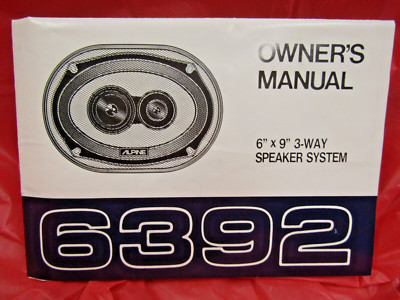 OWNER'S
MANUAL
6" x 9" 3-WAY
SPEAKER SYSTEM
ALPINE
6392